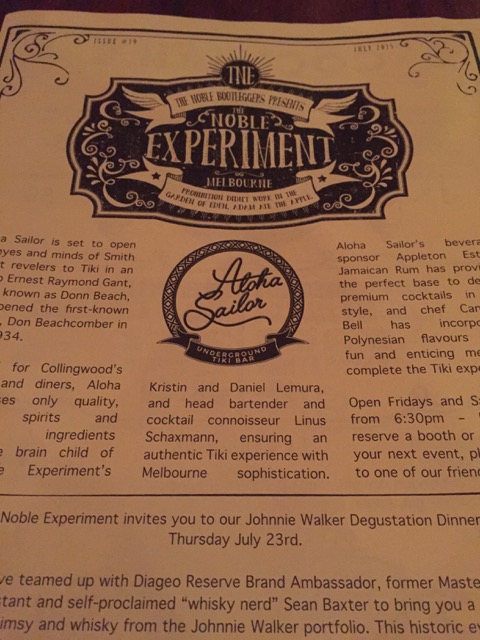 ISSUE #19
JULY 2015
TNE
THE NOBLE BOOTLEGGERS PRESENTS
THE
NOBLE
EXPERIMENT
MELBOURNE
PROHIBITION DIDN'T WORK IN THE
GARDEN OF EDEN. ADAM ATE THE APPLE.
a Sailor is set to open
eyes and minds of Smith
t revelers to Tiki in an
o Ernest Raymond Gant,
known as Donn Beach,
pened the first-known
, Don Beachcomber in
934.
for Collingwood's
and diners, Aloha
ses only quality,
spirits and
ingredients
e brain child of
e Experiment's
Aloha
Sailor
UNDERGROUND
TIKI BAR
Kristin and Daniel Lemura,
and head bartender and
cocktail connoisseur Linus
Schaxmann, ensuring an
authentic Tiki experience with
Melbourne sophistication.
Aloha Sailor's bevera
sponsor Appleton Est
Jamaican Rum has provi
the perfect base to de
premium cocktails in
style, and chef Can
Bell has incorpo
Polynesian flavours
fun and enticing me
complete the Tiki expe
Open Fridays and Sa
from 6:30pm –
reserve a booth or
your next event, pl
to one of our frien
Noble Experiment invites you to our Johnnie Walker Degustation Dinner
Thursday July 23rd.
ve teamed up with Diageo Reserve Brand Ambassador, former Maste
stant and self-proclaimed "whisky nerd" Sean Baxter to bring you a
imsy and whisky from the Johnnie Walker portfolio. This historic ev